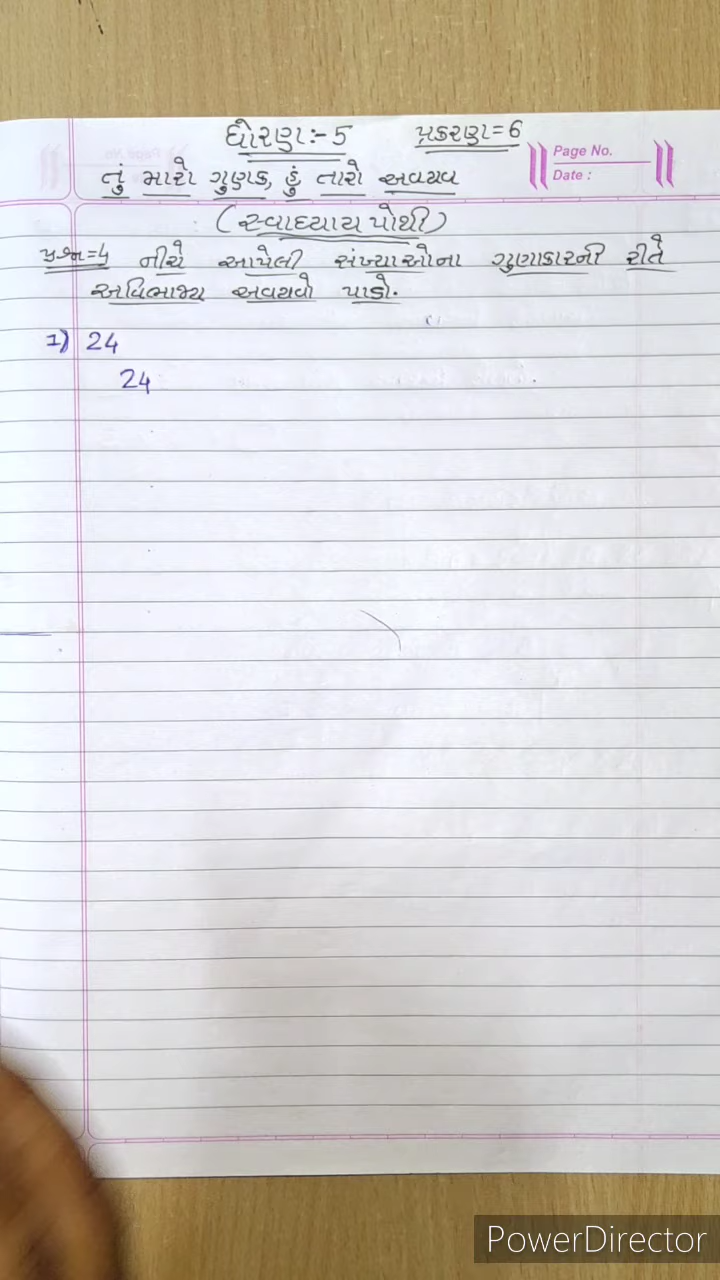 ધોરણ:- 5 પ્રકરણ = 6
Page No.
Date :
તું મારો ગુણક, હું તારો અવયવ
(સ્વાધ્યાય પોથી)
પ્રશ્ન = 4 નીચે આપેલી સંખ્યાઓના ગુણાકારની રીતે
અવિભાજ્ય અવયવો પાડો.
1) 24
24
PowerDirector